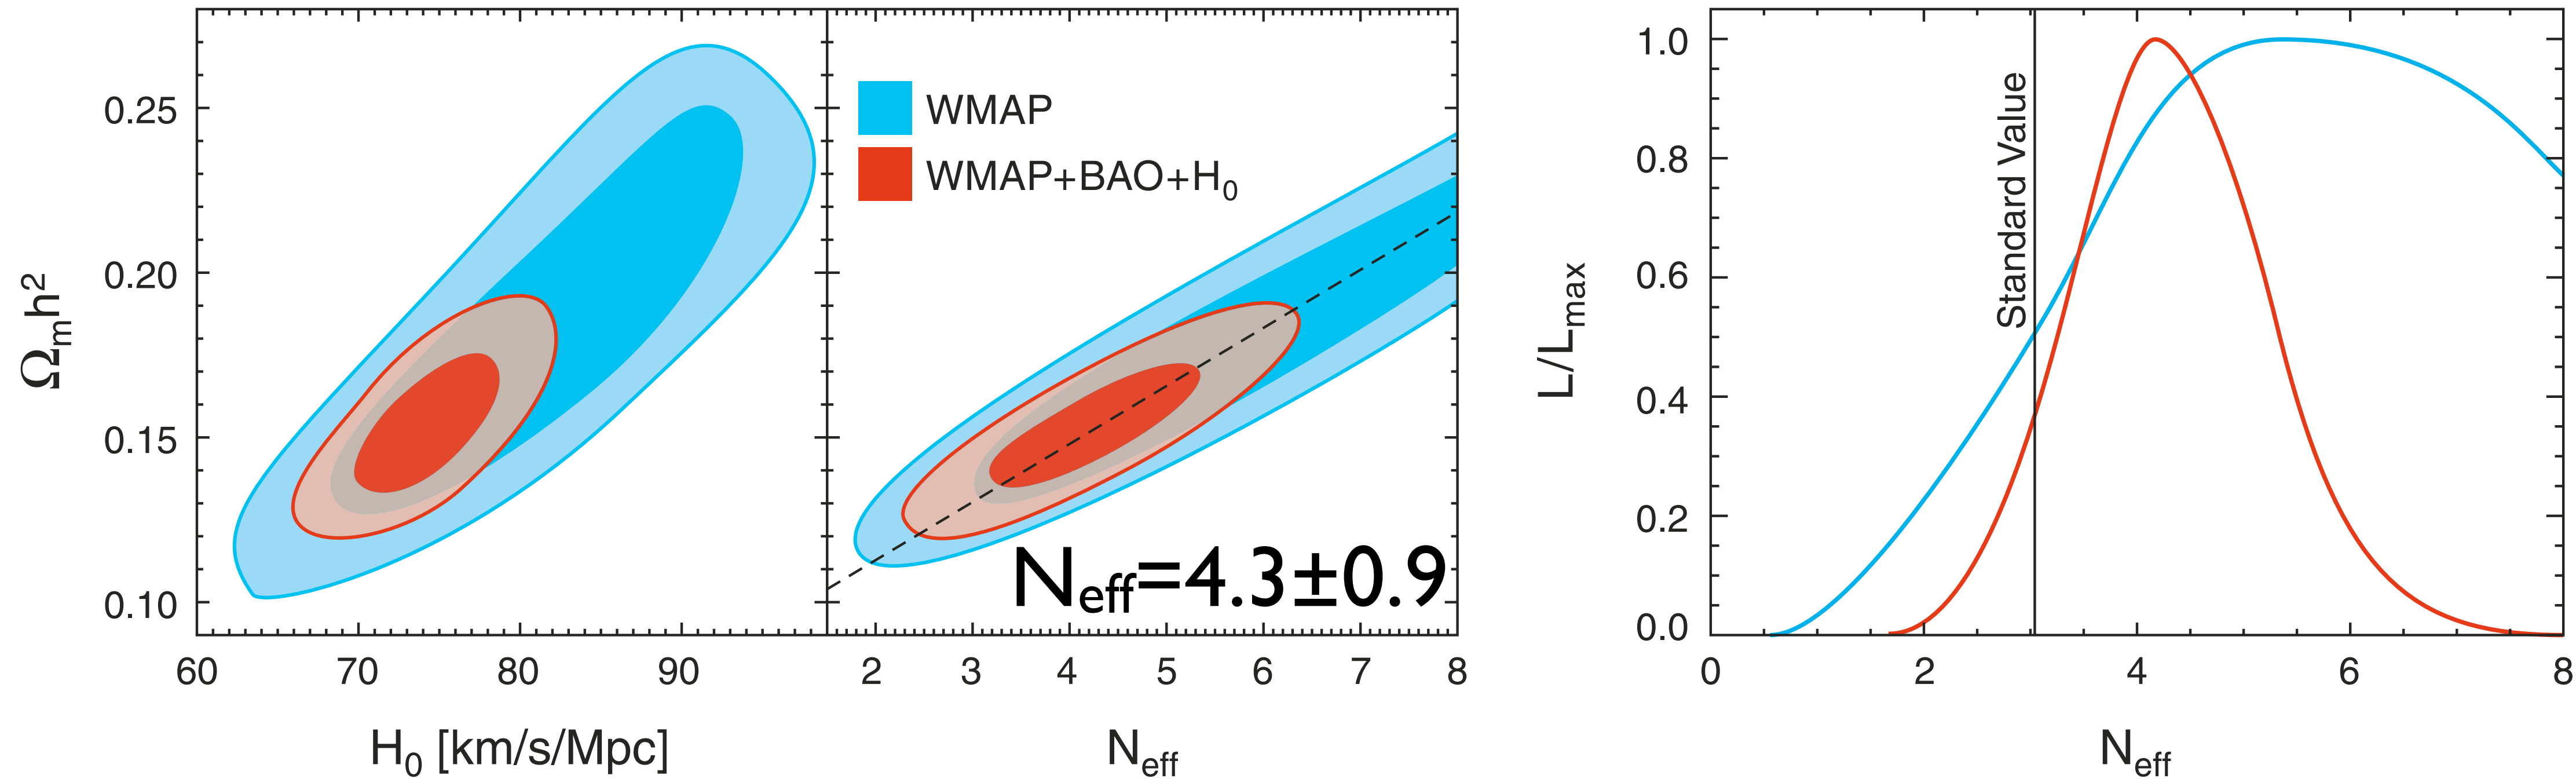 Ωₘh²
0.25
0.20
0.15
0.10
60
70
80
90
H₀ [km/s/Mpc]
WMAP
WMAP+BAO+H₀
Neff=4.3±0.9
2
3
4
5
6
7
8
Neff
L/Lmax
1.0
0.8
0.6
0.4
0.2
0.0
Standard Value
0
2
4
6
8
Neff